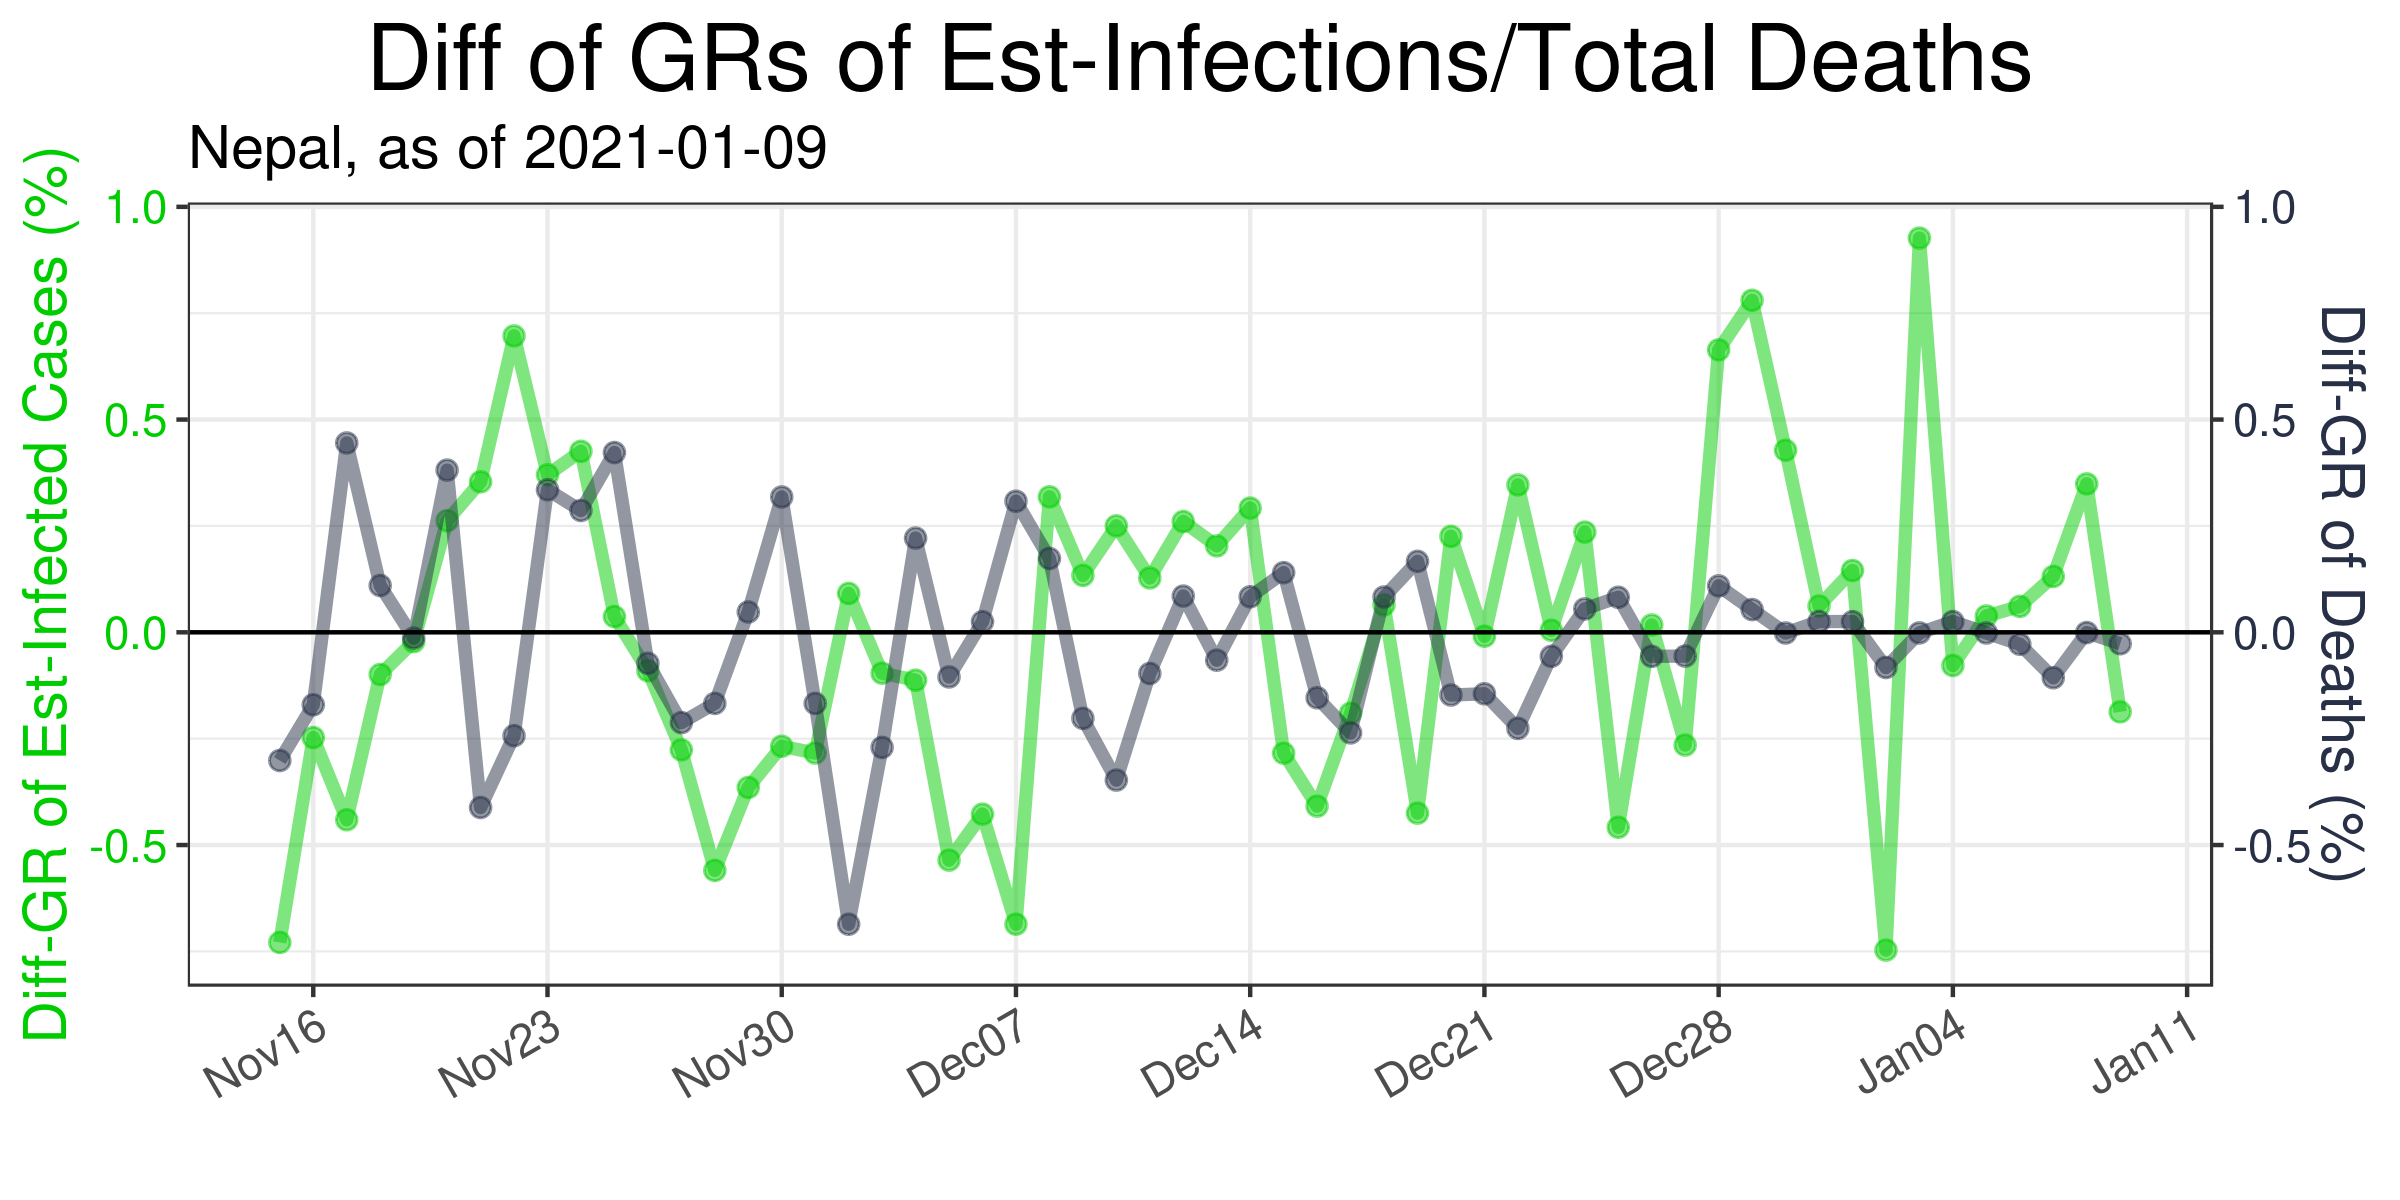 Diff of GRs of Est-Infections/Total Deaths
Nepal, as of 2021-01-09
Diff-GR of Est-Infected Cases (%)
1.0
0.5
0.0
-0.5
1.0
0.5
0.0
-0.5
Diff-GR of Deaths (%)
Nov16
Nov23
Nov30
Dec07
Dec14
Dec21
Dec28
Jan04
Jan11